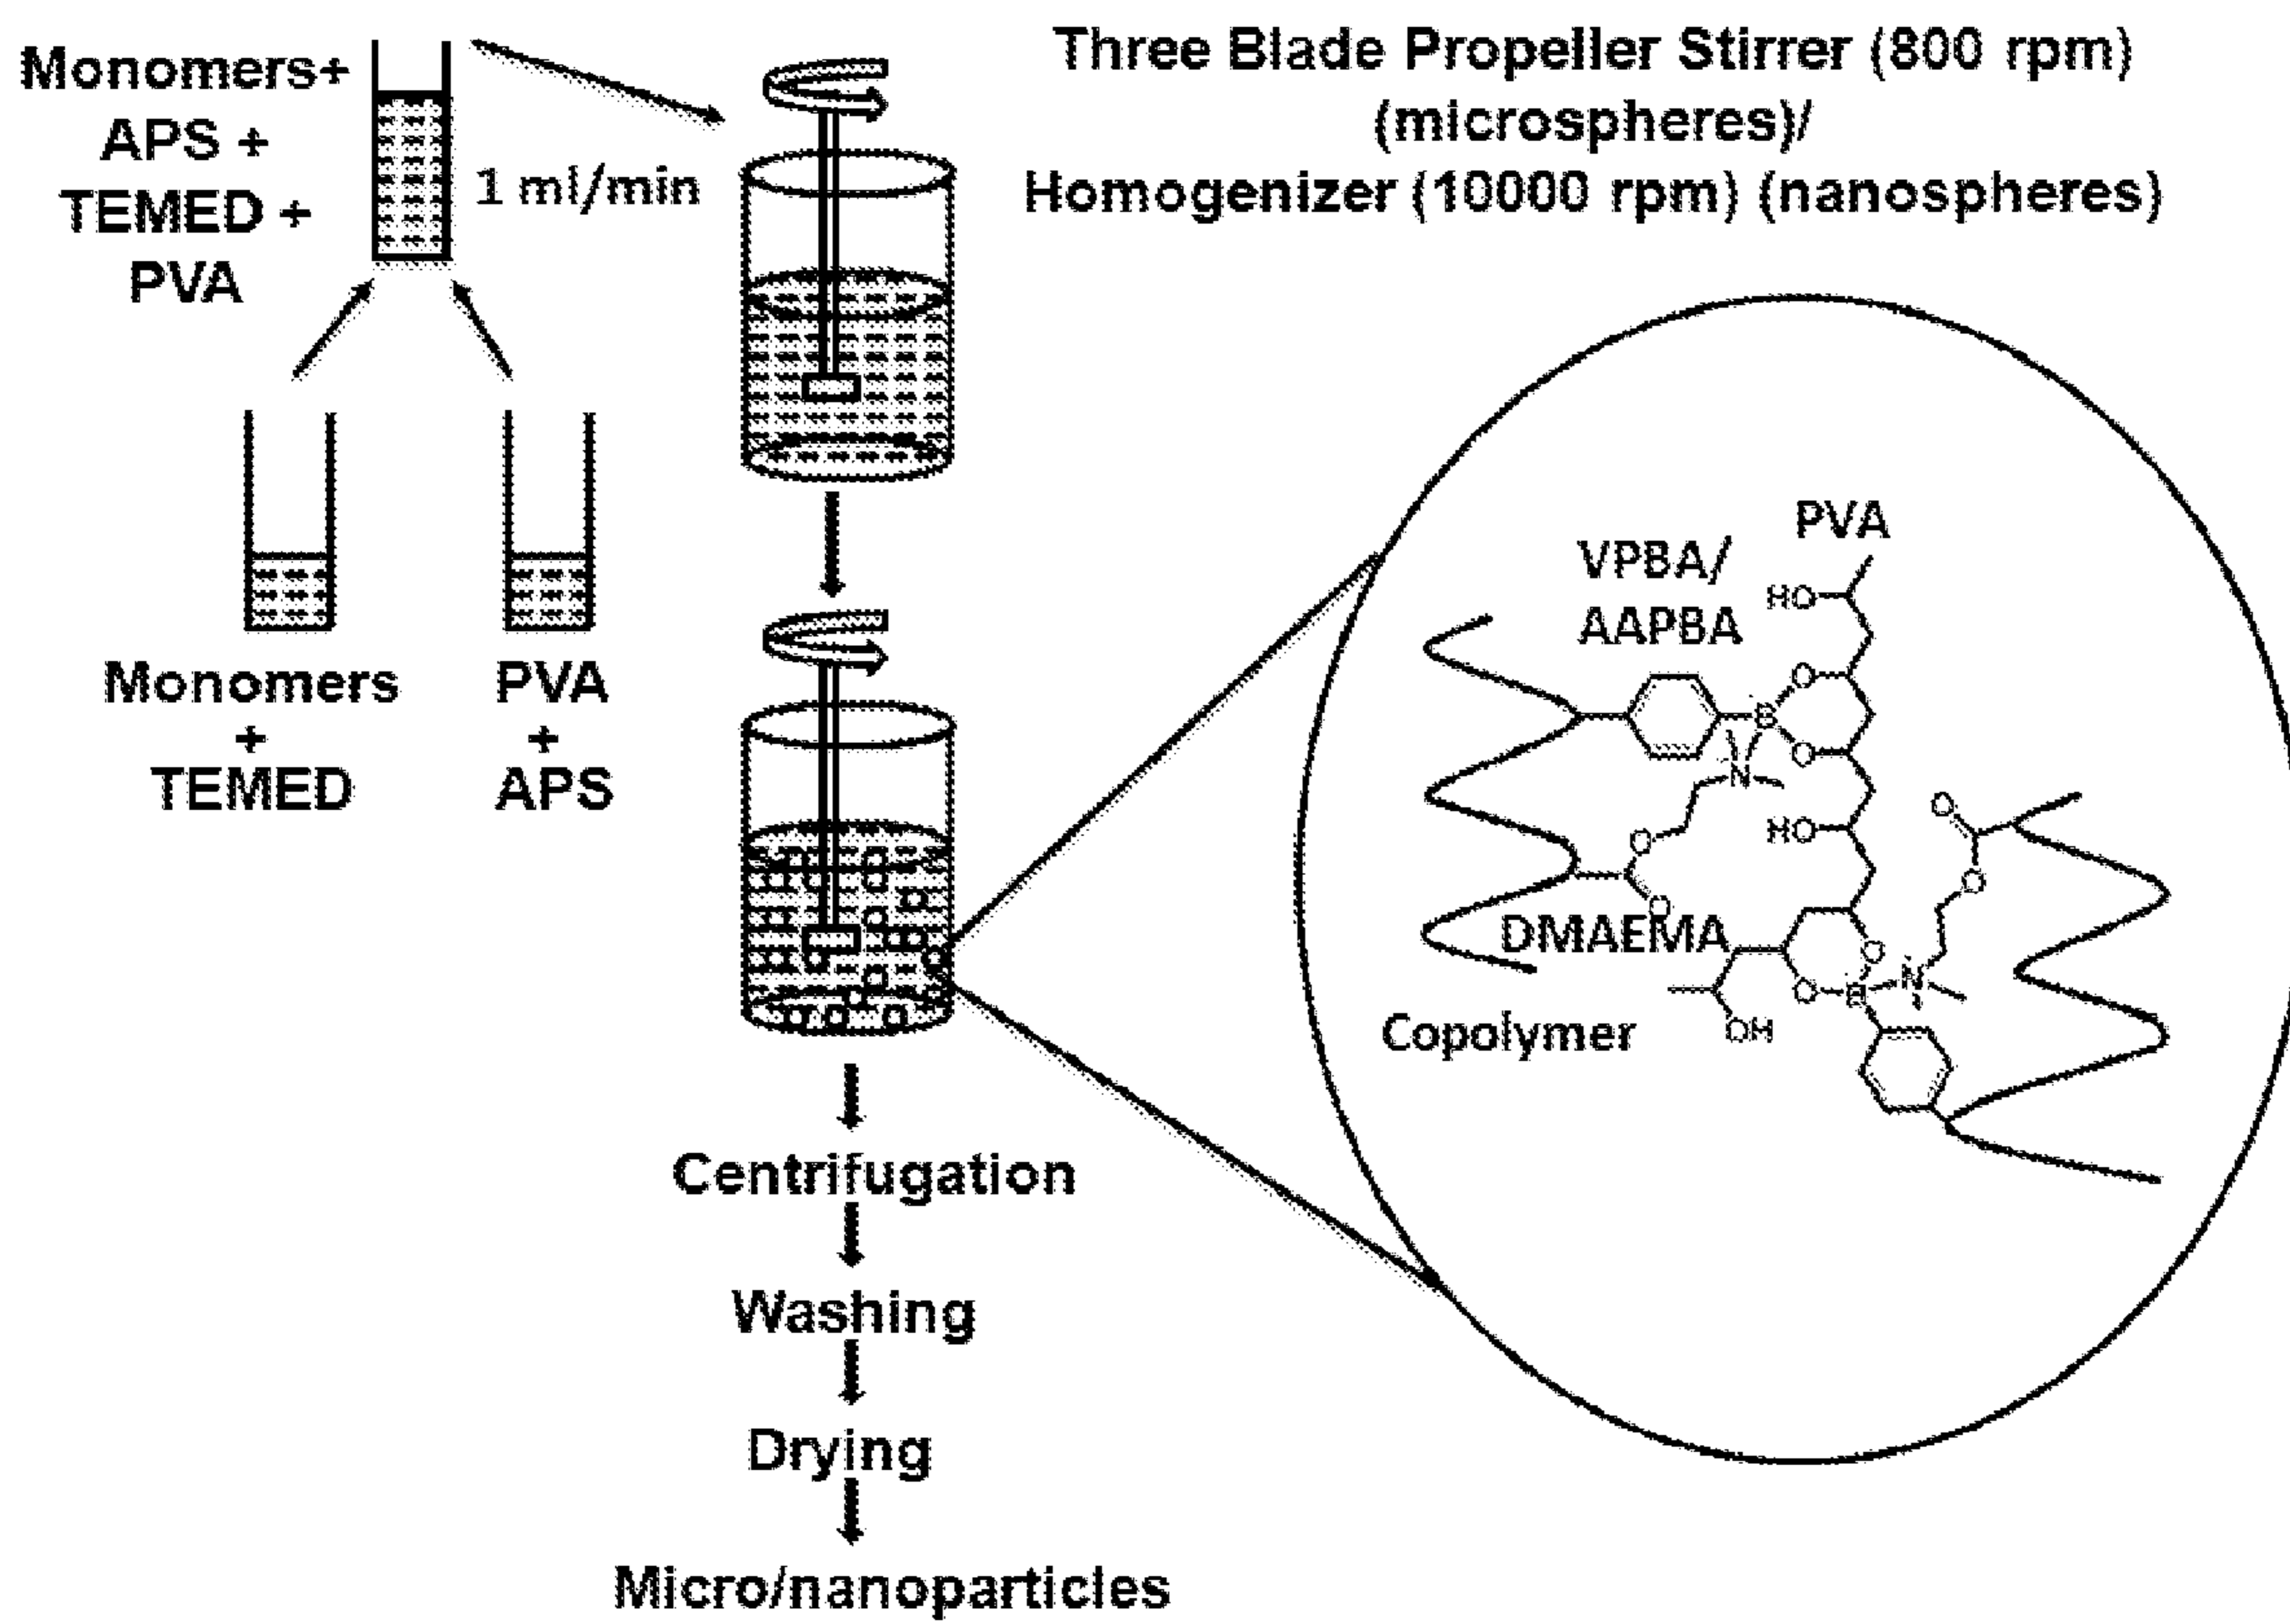 Three Blade Propeller Stirrer (800 rpm)
(microspheres)/
Homogenizer (10000 rpm) (nanospheres)
Monomers+
APS +
TEMED +
PVA
1 ml/min
Monomers
+
TEMED
PVA
+
APS
PVA
VPBA/
AAPBA
HO
O
B
O
N
HO
O
O
O
O
DMAEMA
O
O
B
N
OH
Copolymer
Centrifugation
Washing
Drying
Micro/nanoparticles